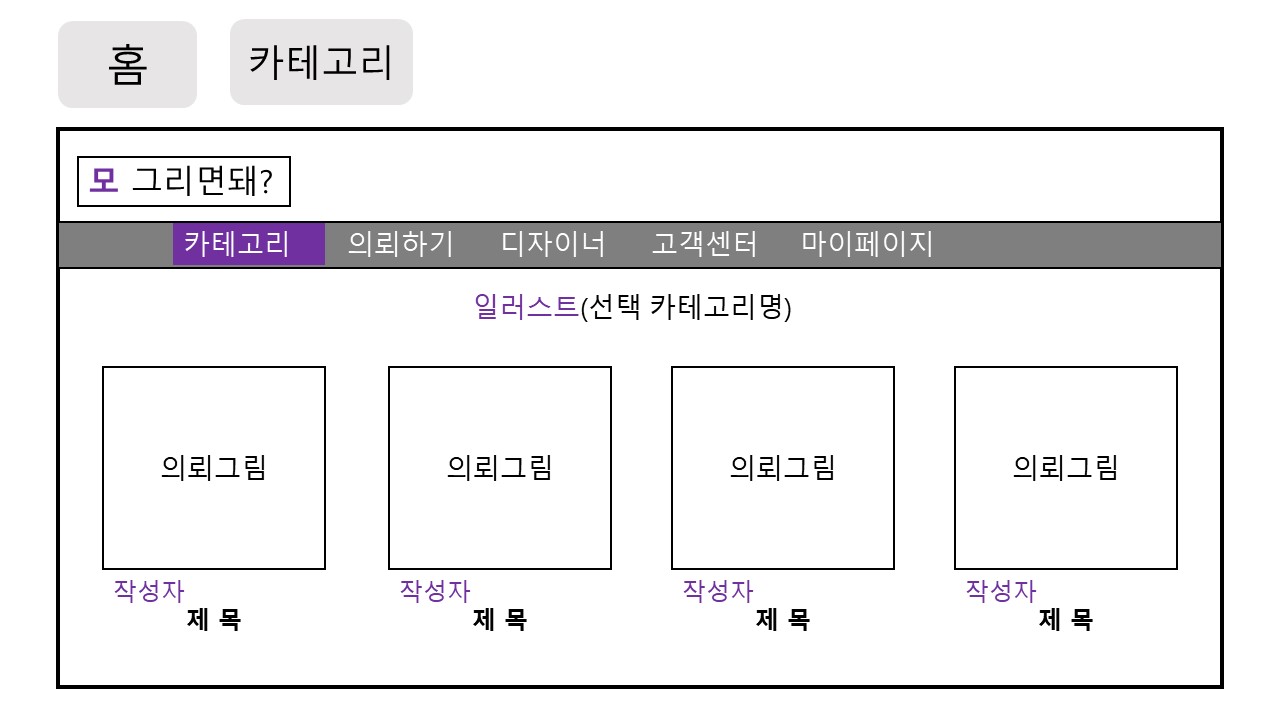 홈 카테고리
모 그리면돼?
카테고리 의뢰하기 디자이너 고객센터 마이페이지
일러스트(선택 카테고리명)
의뢰그림 의뢰그림 의뢰그림 의뢰그림
작성자 작성자 작성자 작성자
제 목 제 목 제 목 제 목